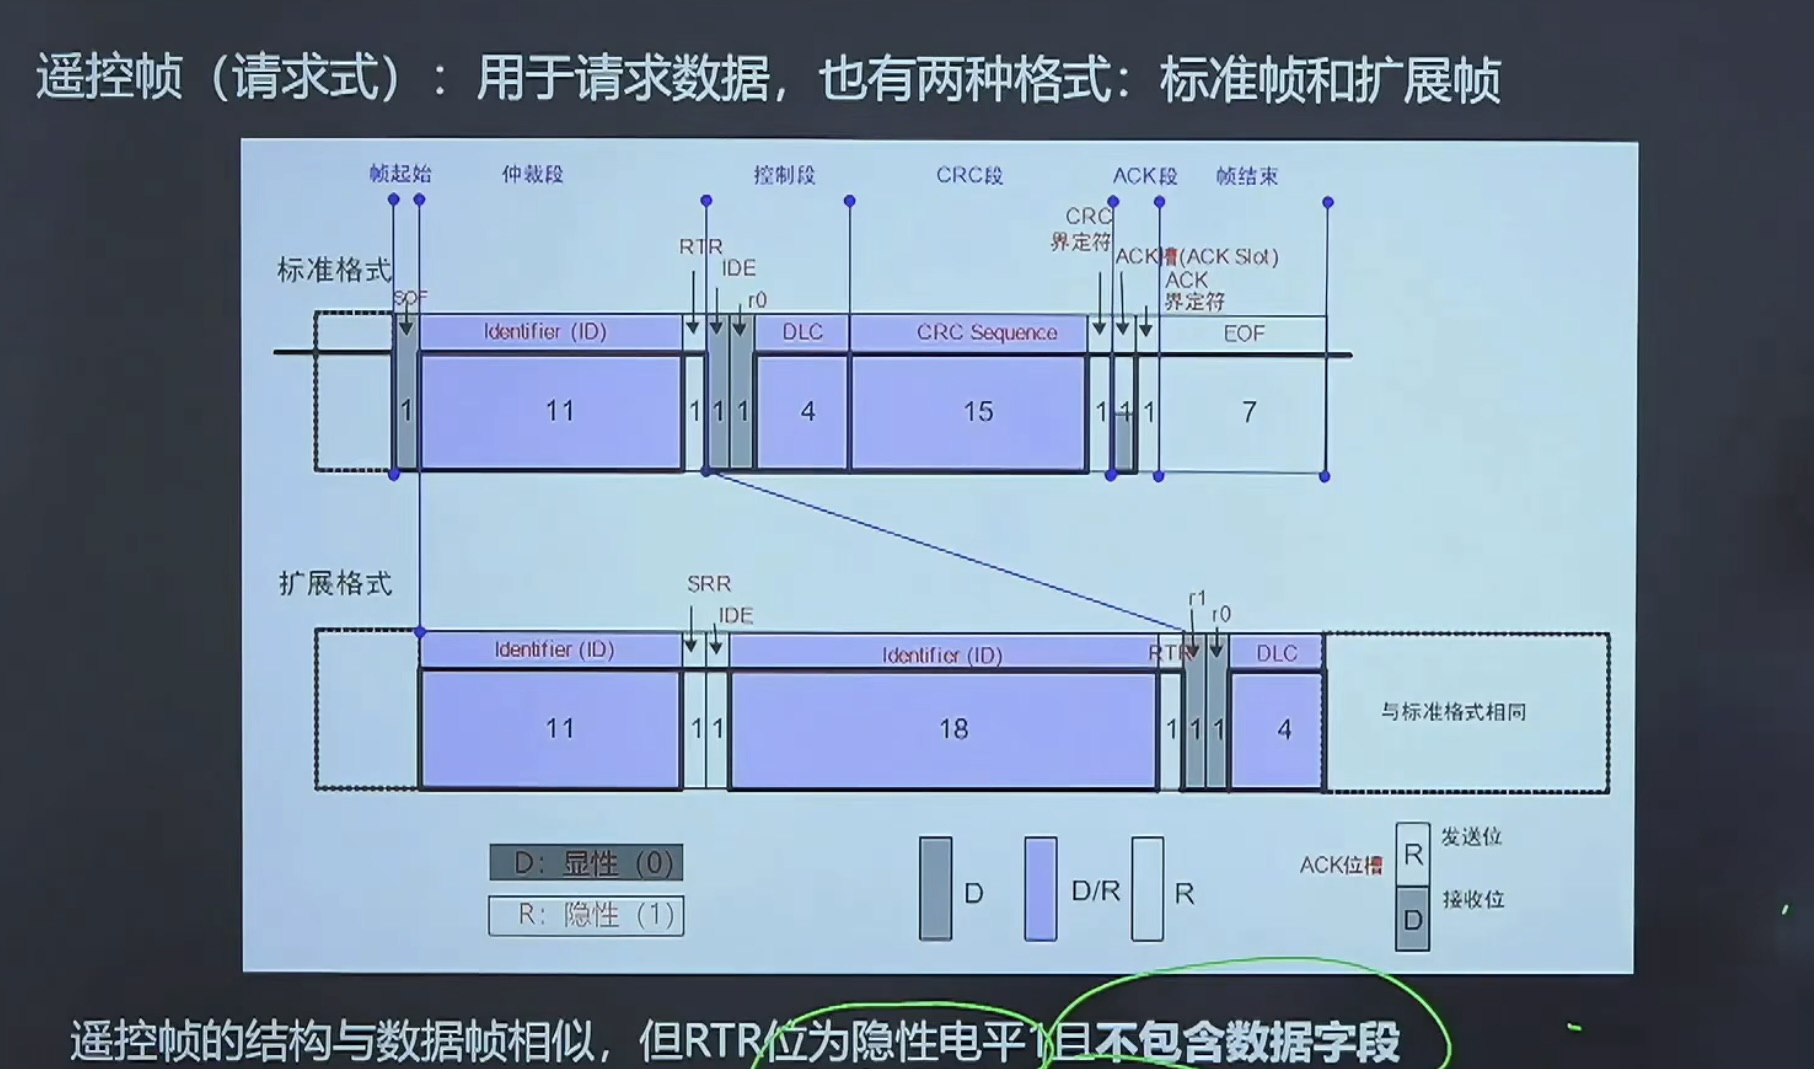 遥控帧（请求式）：用于请求数据，也有两种格式：标准帧和扩展帧
帧起始 仲裁段 控制段 CRC段 ACK段 帧结束
CRC
界定符
RTR
IDE
ACK槽(ACK Slot)
ACK
界定符
标准格式
SOF
r0
Identifier (ID) DLC CRC Sequence EOF
1 11 1 1 1 4 15 1 1 1 7
扩展格式
SRR
IDE
r1
r0
Identifier (ID) Identifier (ID) RTR DLC
11 1 1 18 1 1 1 4 与标准格式相同
D：显性（0）
R：隐性（1）
D D/R R
ACK位槽
R 发送位
D 接收位
遥控帧的结构与数据帧相似，但RTR位为隐性电平1且不包含数据字段